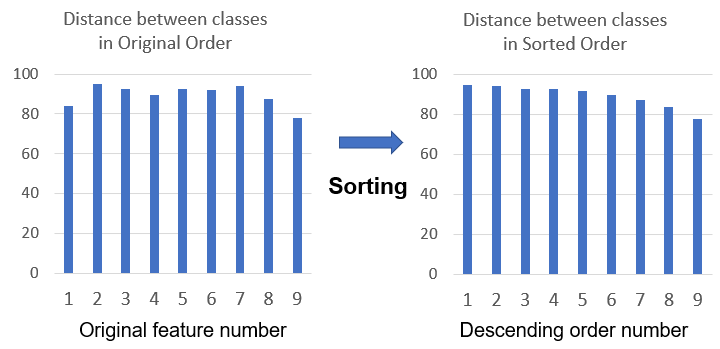 Distance between classes
in Original Order
100
80
60
40
20
0
1 2 3 4 5 6 7 8 9
Original feature number
Sorting
Distance between classes
in Sorted Order
100
80
60
40
20
0
1 2 3 4 5 6 7 8 9
Descending order number